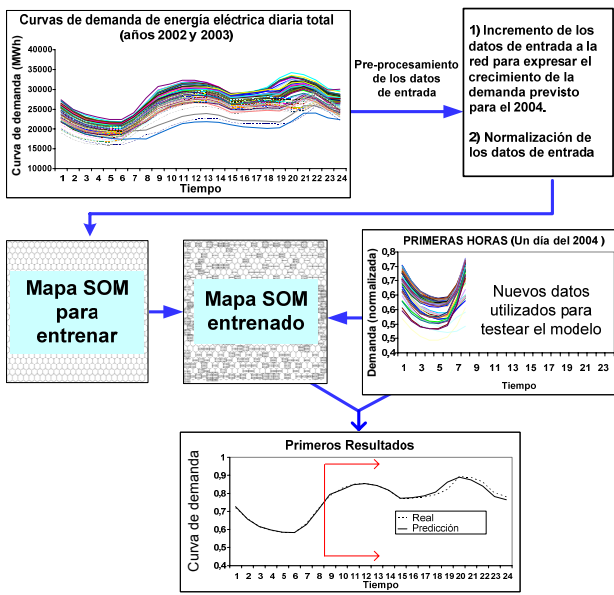 Curvas de demanda de energía eléctrica diaria total
(años 2002 y 2003)
Curva de demanda (MWh)
40000
35000
30000
25000
20000
15000
10000
1 2 3 4 5 6 7 8 9 10 11 12 13 14 15 16 17 18 19 20 21 22 23 24
Tiempo
Pre-procesamiento
de los datos
de entrada
1) Incremento de los
datos de entrada a la
red para expresar el
crecimiento de la
demanda previsto
para el 2004.
2) Normalización de
los datos de entrada
Mapa SOM
para
entrenar
Mapa SOM
entrenado
PRIMERAS HORAS (Un día del 2004 )
Demanda (normalizada)
0,8
0,8
0,7
0,7
0,6
0,6
0,5
0,5
0,4
1 3 5 7 9 11 13 15 17 19 21 23
Tiempo
Nuevos datos
utilizados para
testear el modelo
Primeros Resultados
Curva de demanda
1
0,9
0,8
0,7
0,6
0,5
0,4
1 2 3 4 5 6 7 8 9 10 11 12 13 14 15 16 17 18 19 20 21 22 23 24
Tiempo
Real
Predicción